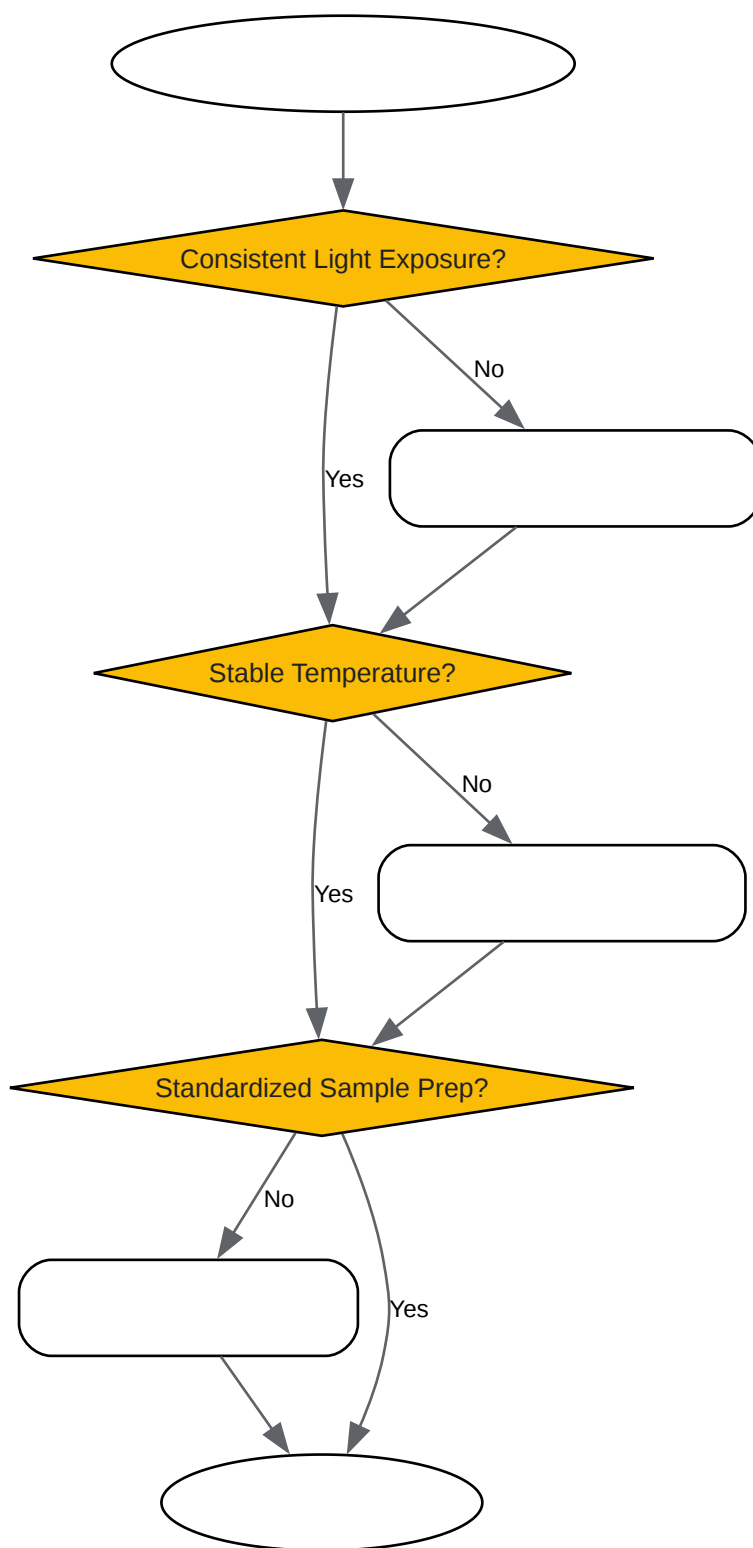 Consistent Light Exposure?
No
Yes
Stable Temperature?
No
Yes
Standardized Sample Prep?
No
Yes